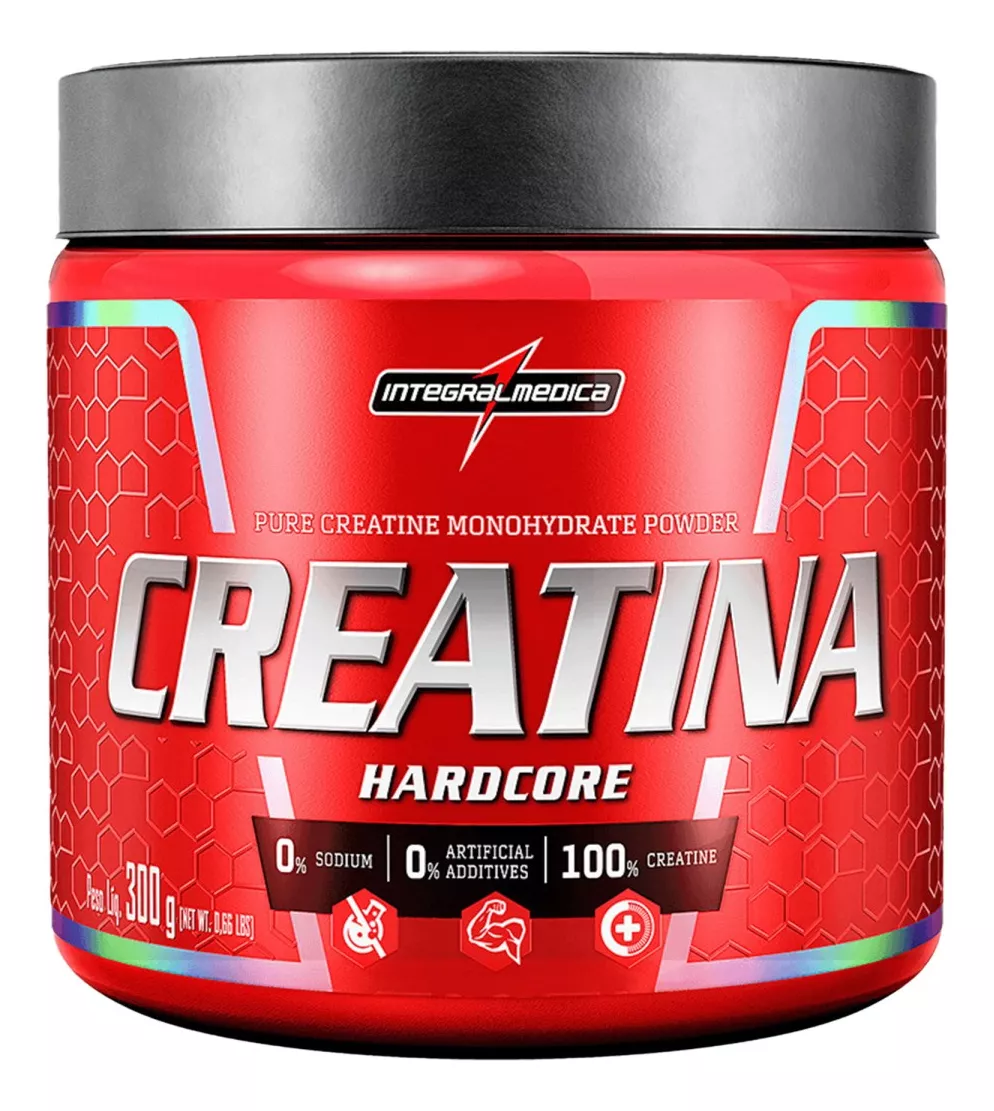 INTEGRALMEDICA
PURE CREATINE MONOHYDRATE POWDER
CREATINA
HARDCORE
0% SODIUM | 0% ARTIFICIAL ADDITIVES | 100% CREATINE
Peso Líq. 300g (NET WT: 0,66 LBS)